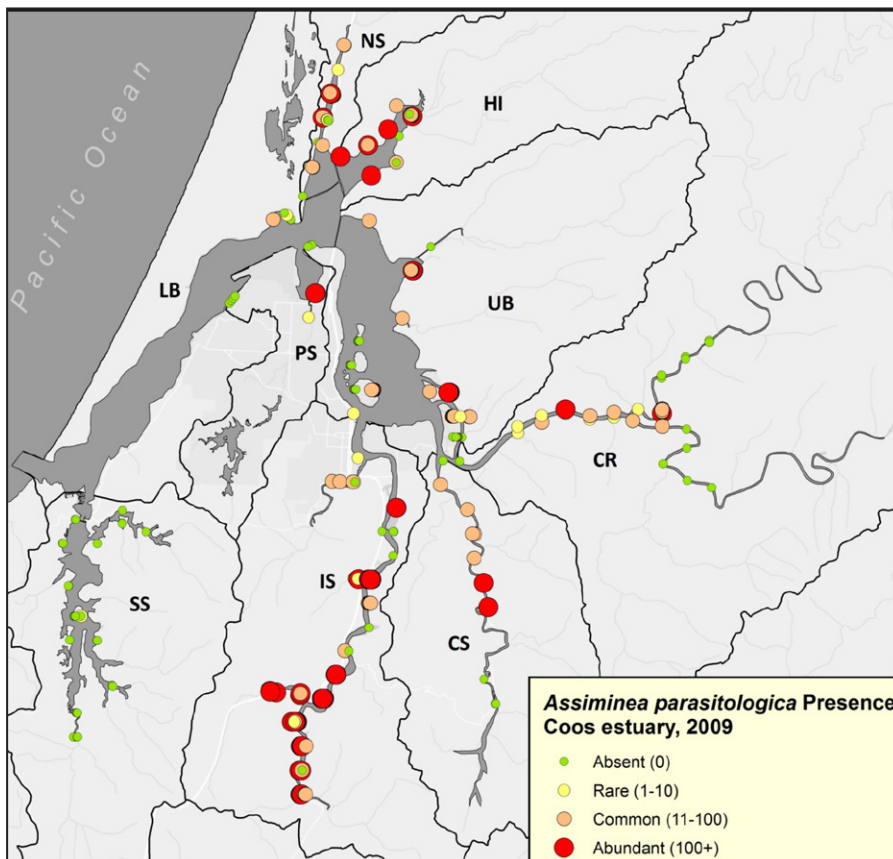 NS
HI
Pacific Ocean
LB
UB
PS
CR
IS
SS
CS
Assiminea parasitologica Presence
Coos estuary, 2009
Absent (0)
Rare (1-10)
Common (11-100)
Abundant (100+)